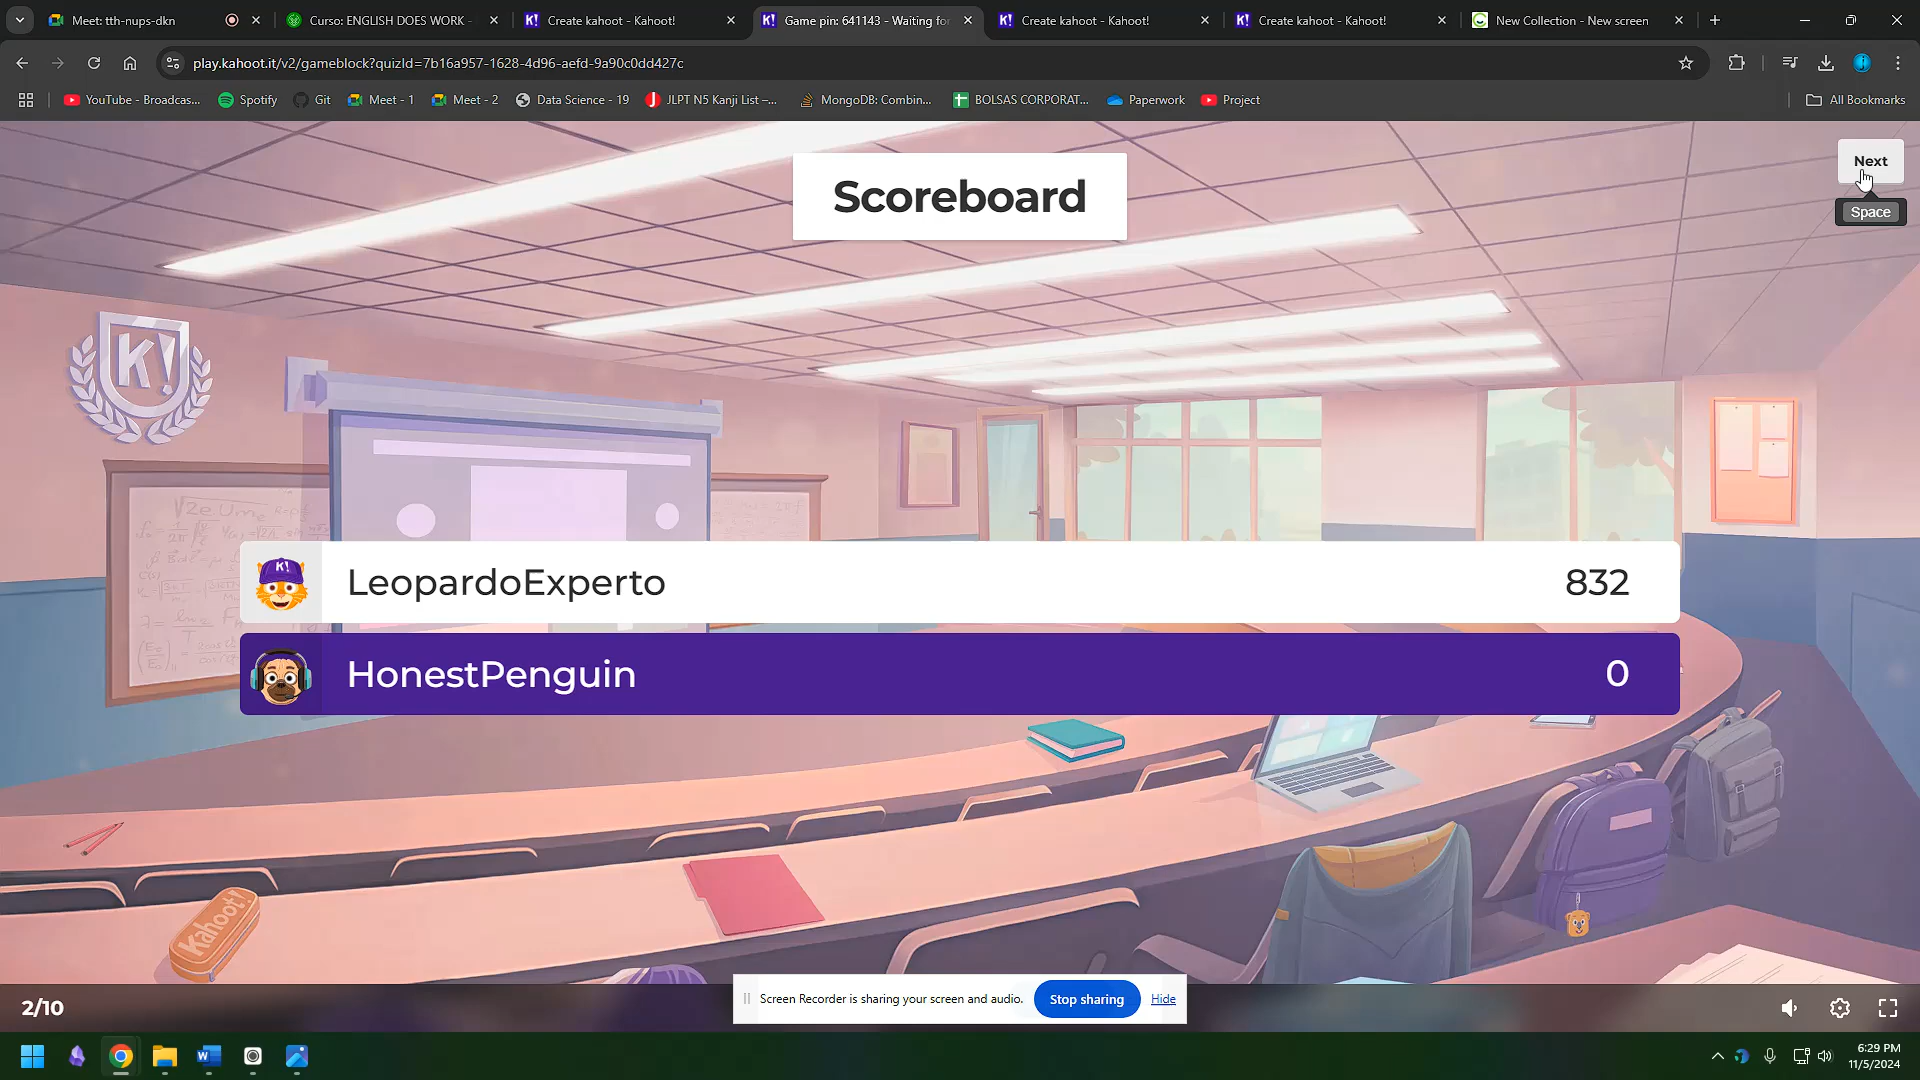 Meet: tth-nups-dkn
Curso: ENGLISH DOES WORK -
Create kahoot - Kahoot!
Game pin: 641143 - Waiting for
Create kahoot - Kahoot!
Create kahoot - Kahoot!
New Collection - New screen
play.kahoot.it/v2/gameblock?quizId=7b16a957-1628-4d96-aefd-9a90c0dd427c
YouTube - Broadcas...
Spotify
Git
Meet - 1
Meet - 2
Data Science - 19
JLPT N5 Kanji List –...
MongoDB: Combin...
BOLSAS CORPORAT...
Paperwork
Project
All Bookmarks
Scoreboard
Next
Space
K!
LeopardoExperto 832
HonestPenguin 0
Kahoot!
2/10
Screen Recorder is sharing your screen and audio.
Stop sharing
Hide
6:29 PM
11/5/2024